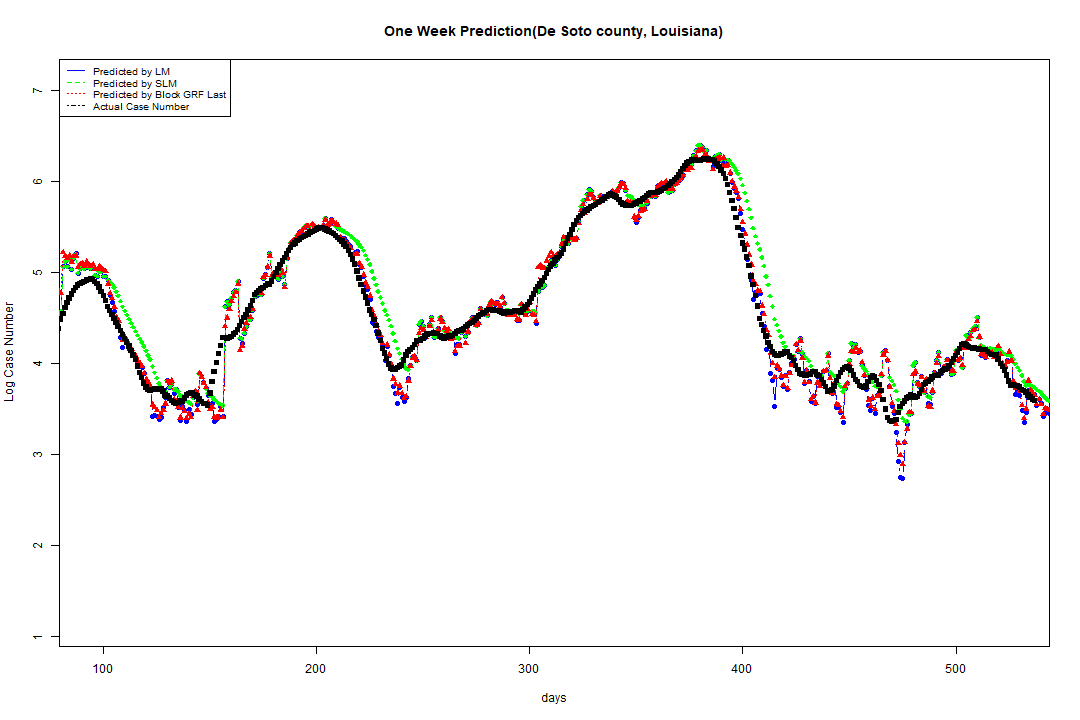 One Week Prediction(De Soto county, Louisiana)
Predicted by LM
Predicted by SLM
Predicted by Block GRF Last
Actual Case Number
7
6
5
4
3
2
1
Log Case Number
100 200 300 400 500
days